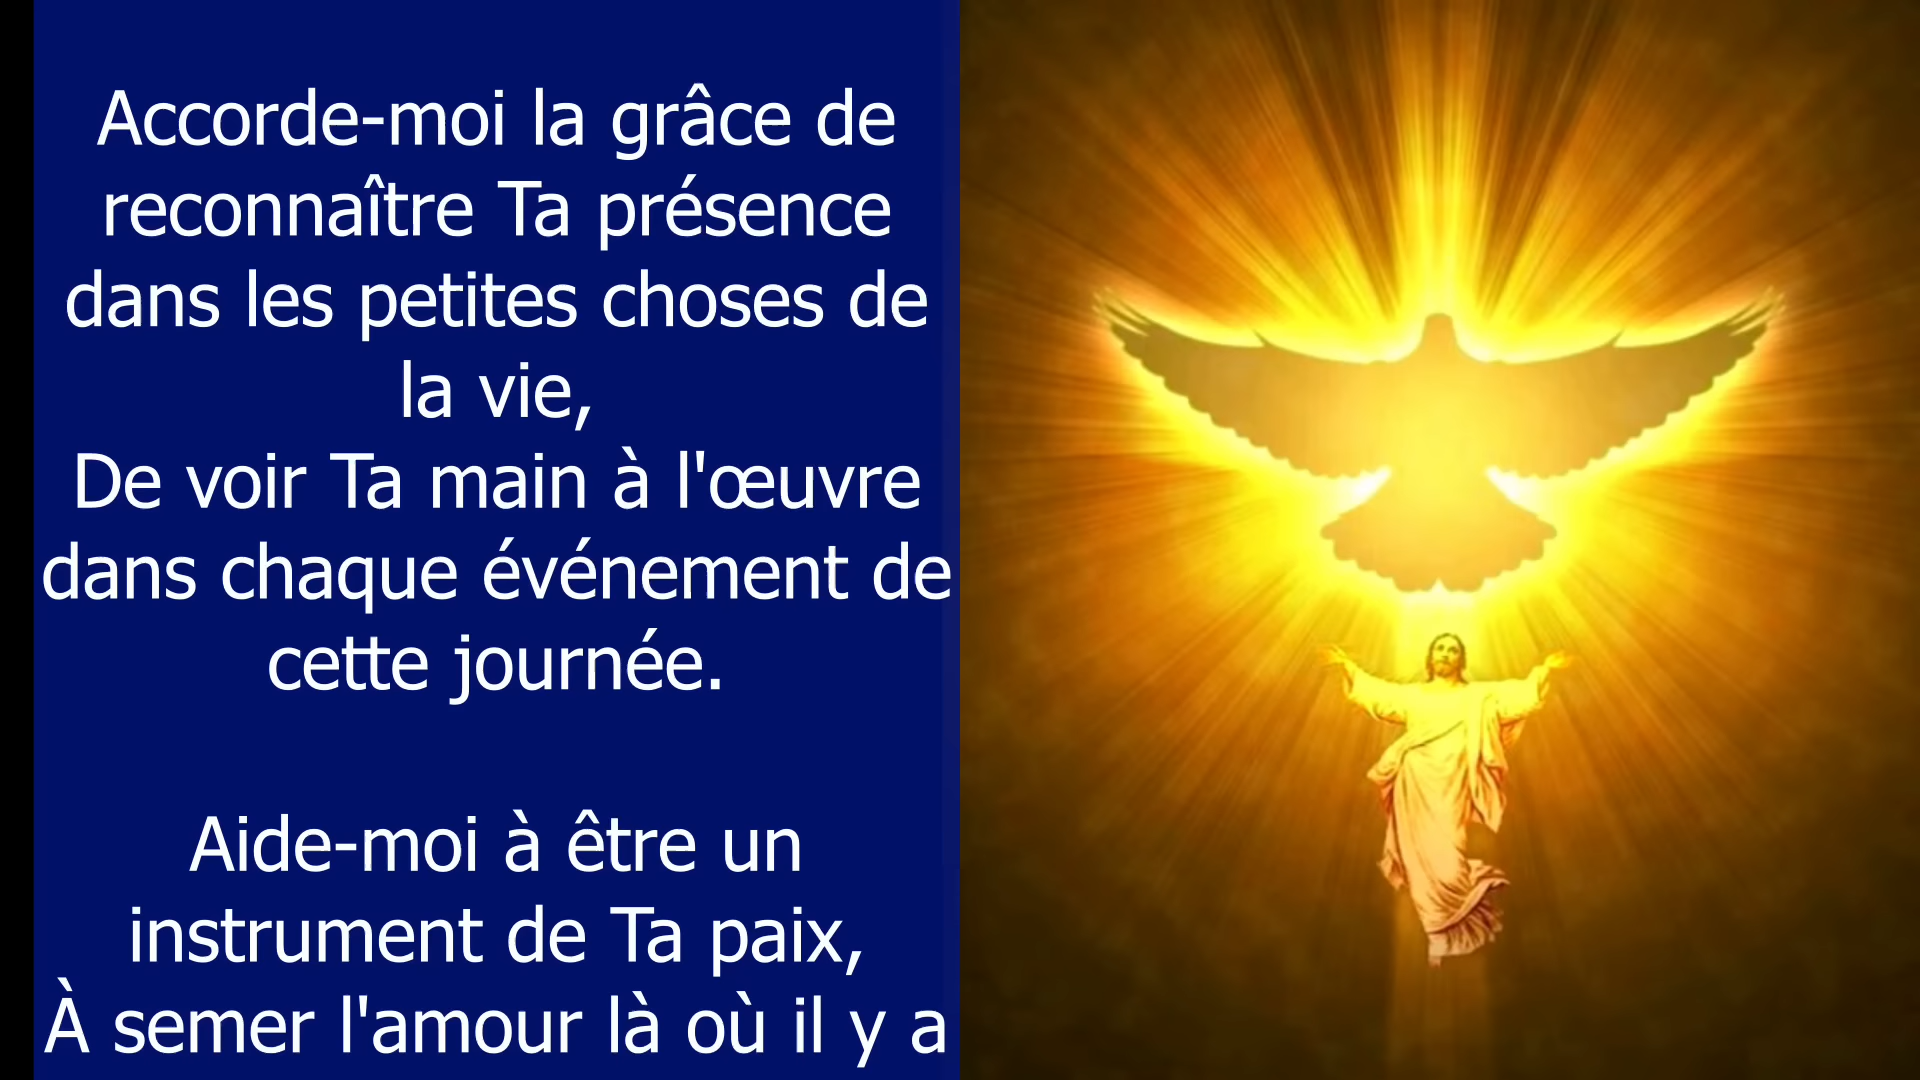 Accorde-moi la grâce de
reconnaître Ta présence
dans les petites choses de
la vie,
De voir Ta main à l'œuvre
dans chaque événement de
cette journée.
Aide-moi à être un
instrument de Ta paix,
À semer l'amour là où il y a